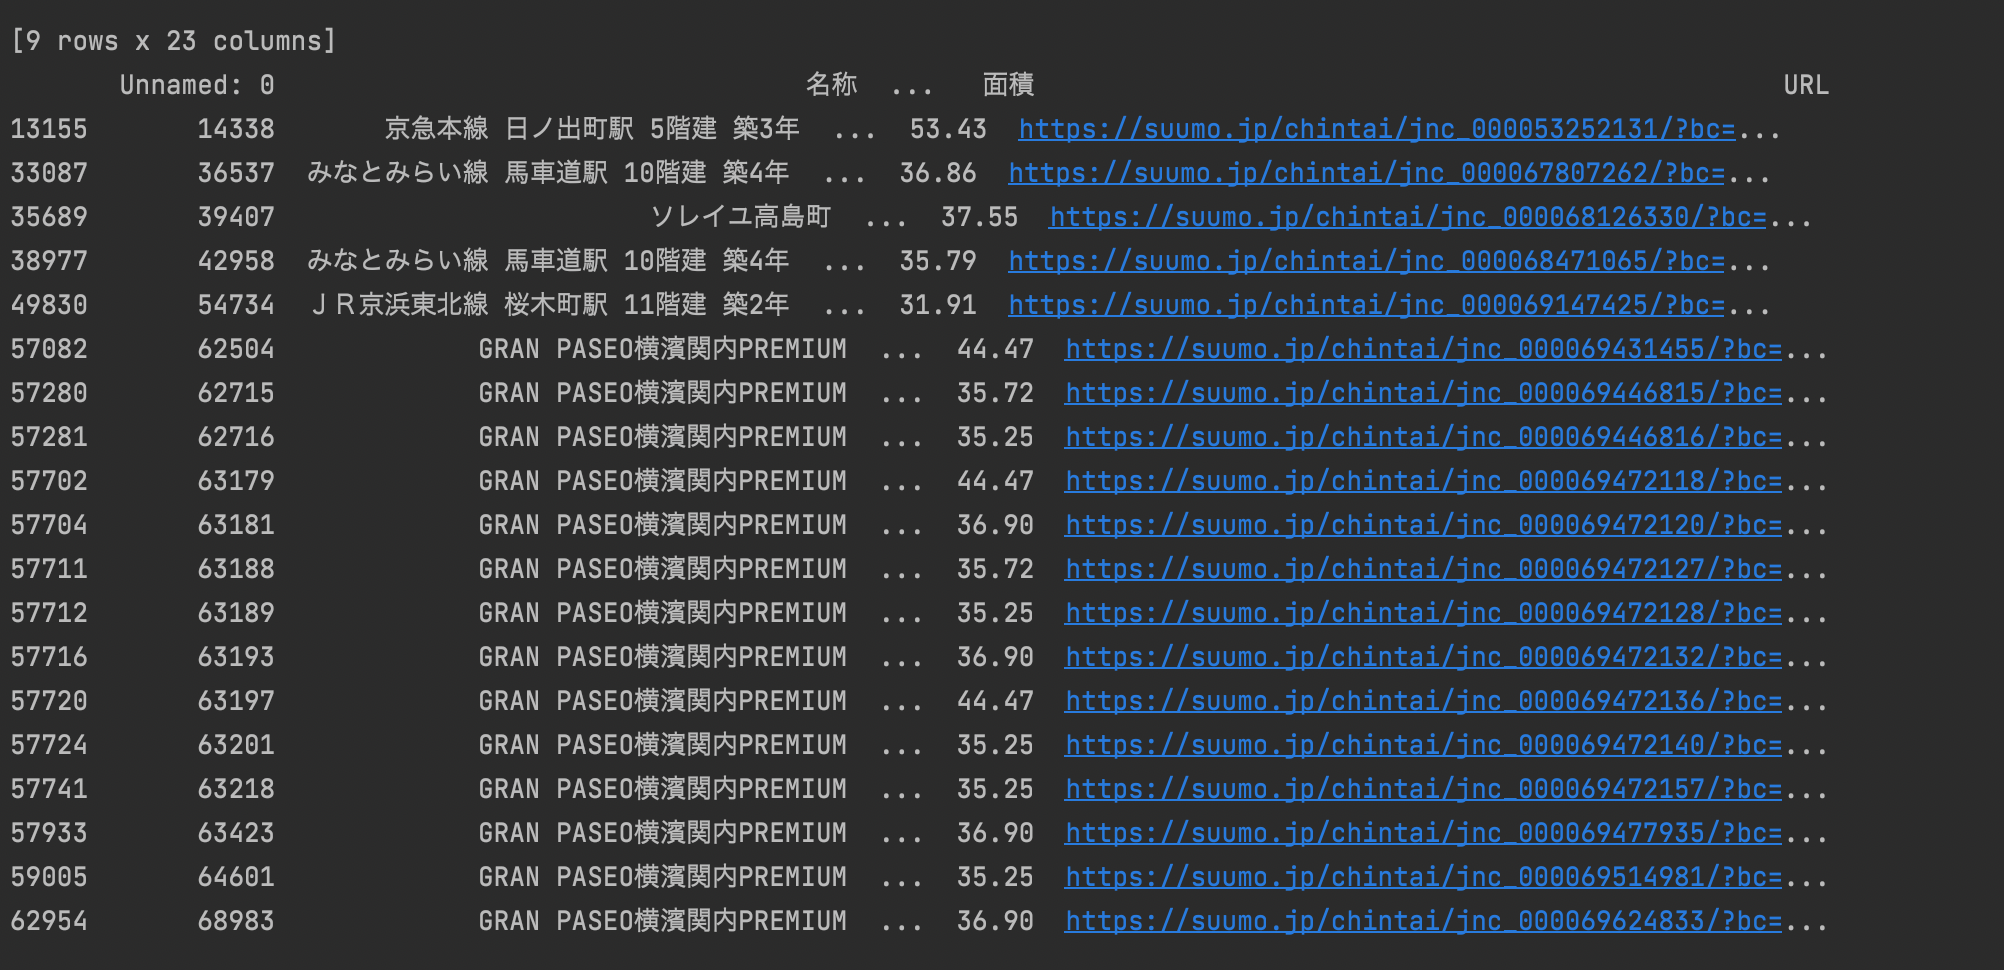 [9 rows x 23 columns]
Unnamed: 0 名称 ... 面積 URL
13155 14338 京急本線 日ノ出町駅 5階建 築3年 ... 53.43 https://suumo.jp/chintai/jnc_000053252131/?bc=...
33087 36537 みなとみらい線 馬車道駅 10階建 築4年 ... 36.86 https://suumo.jp/chintai/jnc_000067807262/?bc=...
35689 39407 ソレイユ高島町 ... 37.55 https://suumo.jp/chintai/jnc_000068126330/?bc=...
38977 42958 みなとみらい線 馬車道駅 10階建 築4年 ... 35.79 https://suumo.jp/chintai/jnc_000068471065/?bc=...
49830 54734 ＪＲ京浜東北線 桜木町駅 11階建 築2年 ... 31.91 https://suumo.jp/chintai/jnc_000069147425/?bc=...
57082 62504 GRAN PASEO横濱関内PREMIUM ... 44.47 https://suumo.jp/chintai/jnc_000069431455/?bc=...
57280 62715 GRAN PASEO横濱関内PREMIUM ... 35.72 https://suumo.jp/chintai/jnc_000069446815/?bc=...
57281 62716 GRAN PASEO横濱関内PREMIUM ... 35.25 https://suumo.jp/chintai/jnc_000069446816/?bc=...
57702 63179 GRAN PASEO横濱関内PREMIUM ... 44.47 https://suumo.jp/chintai/jnc_000069472118/?bc=...
57704 63181 GRAN PASEO横濱関内PREMIUM ... 36.90 https://suumo.jp/chintai/jnc_000069472120/?bc=...
57711 63188 GRAN PASEO横濱関内PREMIUM ... 35.72 https://suumo.jp/chintai/jnc_000069472127/?bc=...
57712 63189 GRAN PASEO横濱関内PREMIUM ... 35.25 https://suumo.jp/chintai/jnc_000069472128/?bc=...
57716 63193 GRAN PASEO横濱関内PREMIUM ... 36.90 https://suumo.jp/chintai/jnc_000069472132/?bc=...
57720 63197 GRAN PASEO横濱関内PREMIUM ... 44.47 https://suumo.jp/chintai/jnc_000069472136/?bc=...
57724 63201 GRAN PASEO横濱関内PREMIUM ... 35.25 https://suumo.jp/chintai/jnc_000069472140/?bc=...
57741 63218 GRAN PASEO横濱関内PREMIUM ... 35.25 https://suumo.jp/chintai/jnc_000069472157/?bc=...
57933 63423 GRAN PASEO横濱関内PREMIUM ... 36.90 https://suumo.jp/chintai/jnc_000069477935/?bc=...
59005 64601 GRAN PASEO横濱関内PREMIUM ... 35.25 https://suumo.jp/chintai/jnc_000069514981/?bc=...
62954 68983 GRAN PASEO横濱関内PREMIUM ... 36.90 https://suumo.jp/chintai/jnc_000069624833/?bc=...